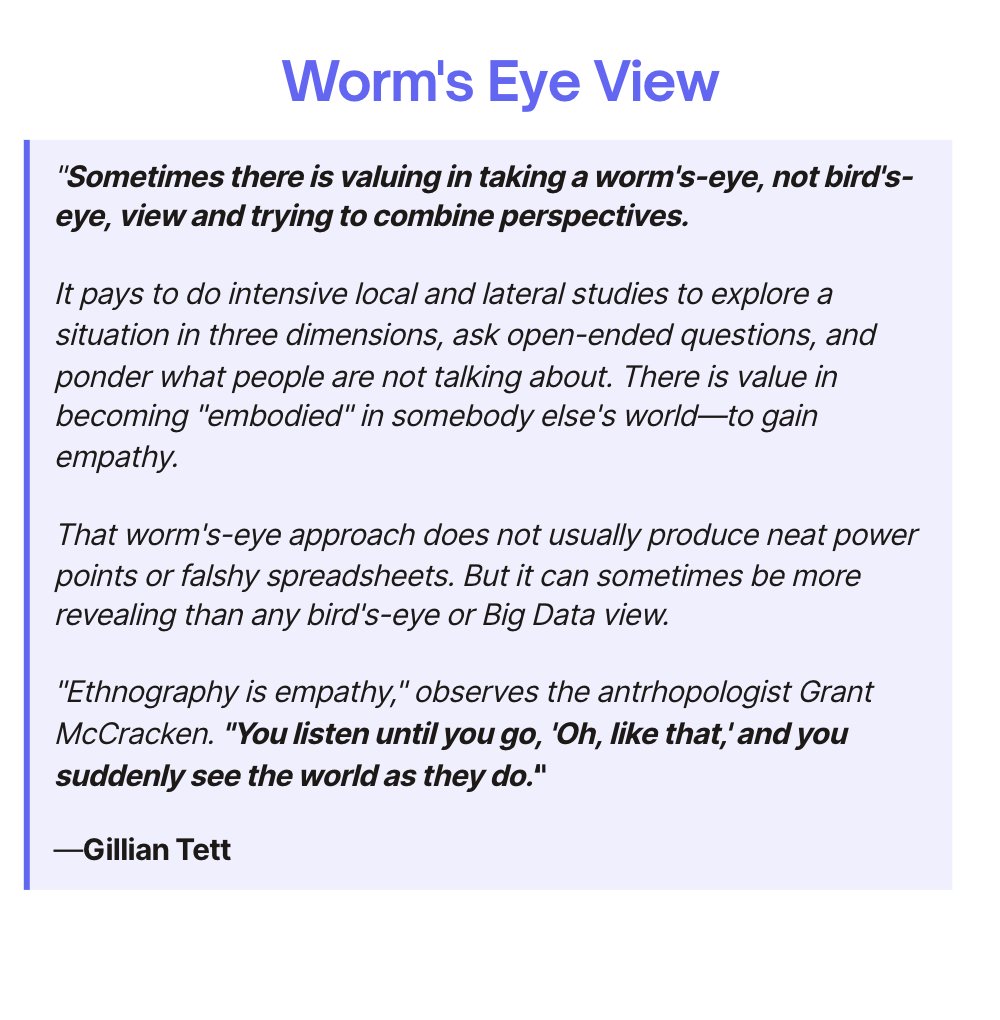 Worm's Eye View
"Sometimes there is valuing in taking a worm's-eye, not bird's-
eye, view and trying to combine perspectives.
It pays to do intensive local and lateral studies to explore a
situation in three dimensions, ask open-ended questions, and
ponder what people are not talking about. There is value in
becoming "embodied" in somebody else's world—to gain
empathy.
That worm's-eye approach does not usually produce neat power
points or falshy spreadsheets. But it can sometimes be more
revealing than any bird's-eye or Big Data view.
"Ethnography is empathy," observes the antrhopologist Grant
McCracken. "You listen until you go, 'Oh, like that,' and you
suddenly see the world as they do."
—Gillian Tett